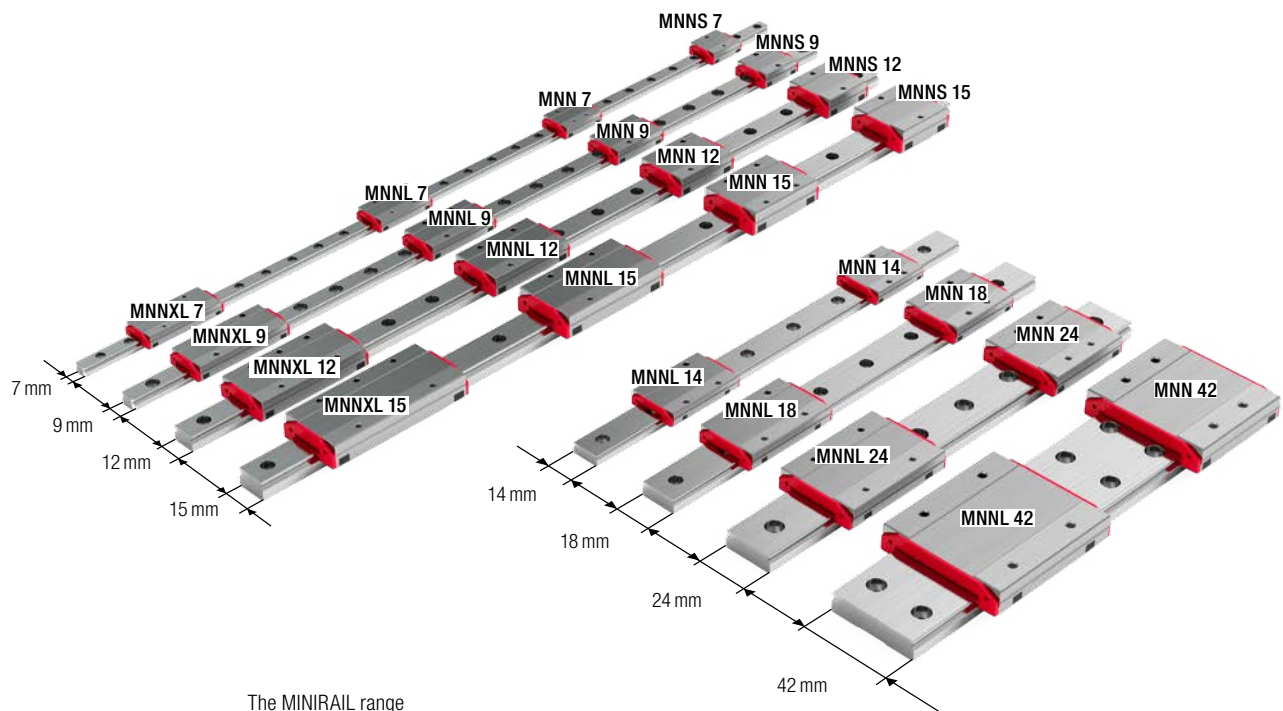 MNNS 7
MNNS 9
MNNS 12
MNNS 15
MNN 7
MNN 9
MNN 12
MNN 15
MNNL 7
MNNL 9
MNNL 12
MNNL 15
MNNXL 7
MNNXL 9
MNNXL 12
MNNXL 15
7 mm
9 mm
12 mm
15 mm
MNN 14
MNN 18
MNN 24
MNN 42
MNNL 14
MNNL 18
MNNL 24
MNNL 42
14 mm
18 mm
24 mm
42 mm
The MINIRAIL range